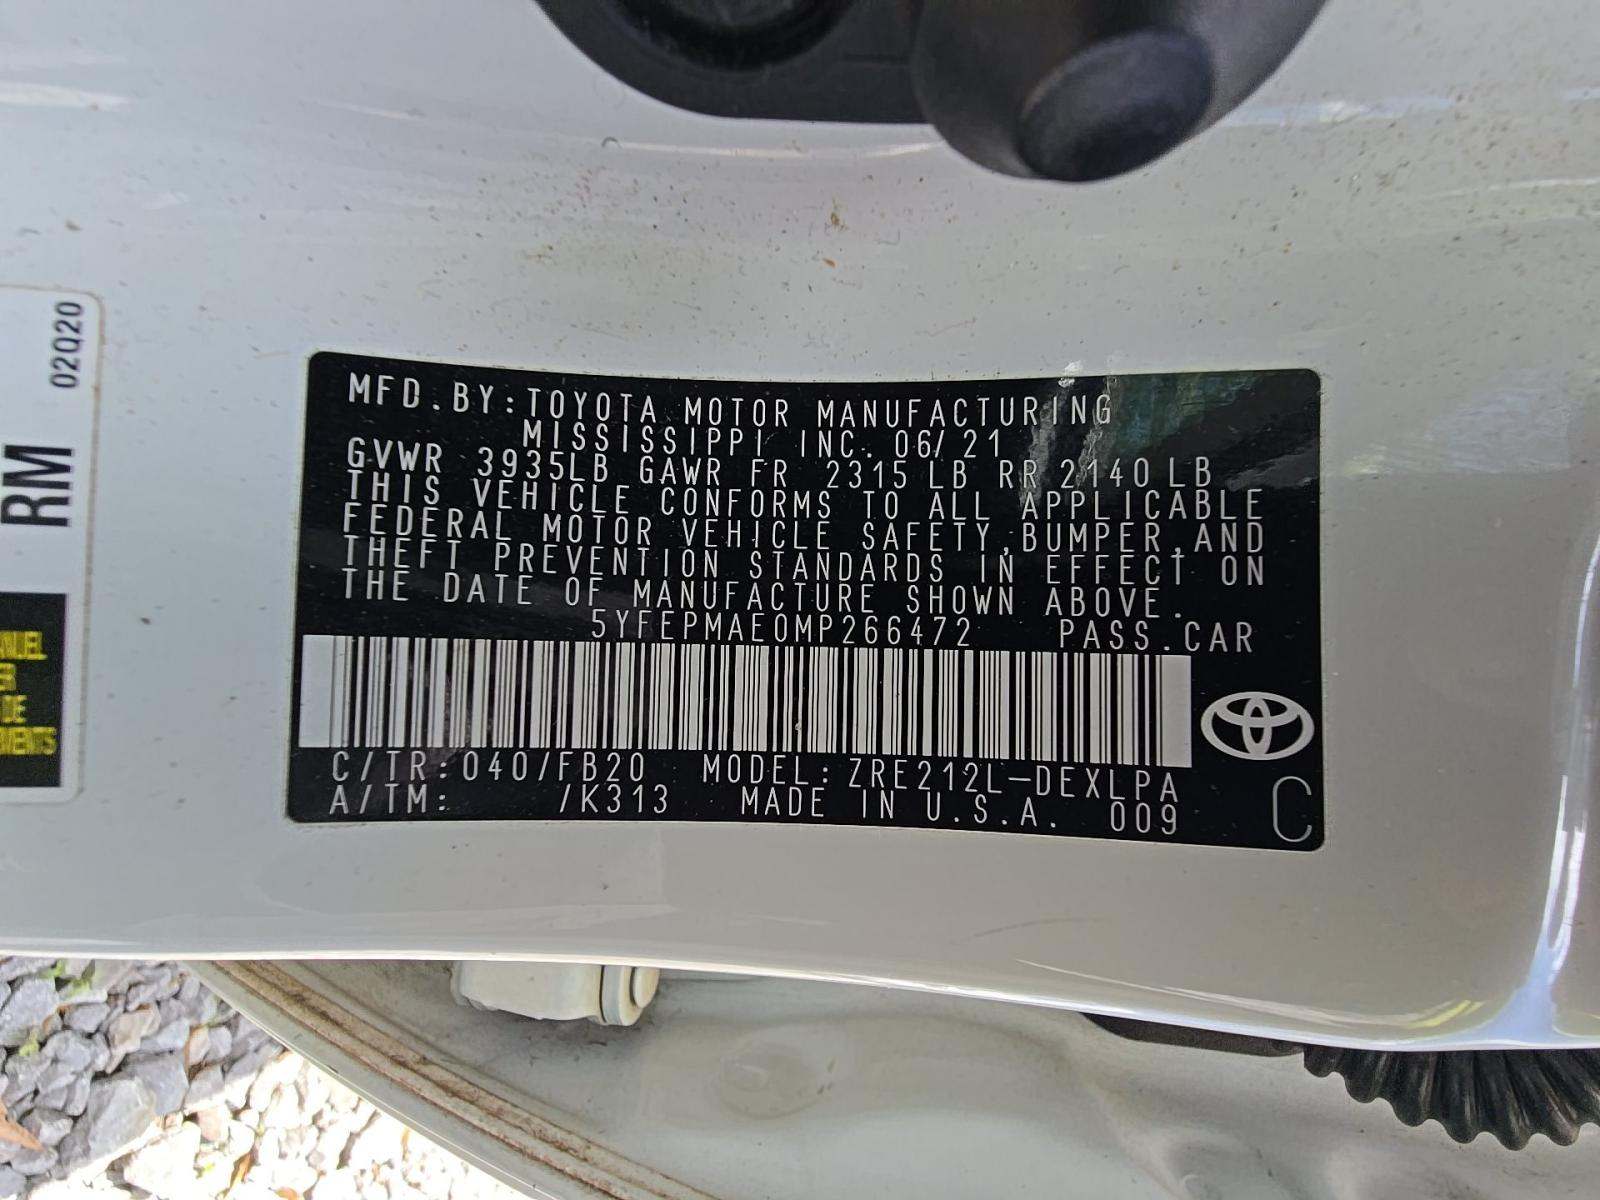 02Q20
RM
MFD.BY:TOYOTA MOTOR MANUFACTURING
MISSISSIPPI INC. 06/21
GVWR 3935LB GAWR FR 2315 LB RR 2140 LB
THIS VEHICLE CONFORMS TO ALL APPLICABLE
FEDERAL MOTOR VEHICLE SAFETY,BUMPER,AND
THEFT PREVENTION STANDARDS IN EFFECT ON
THE DATE OF MANUFACTURE SHOWN ABOVE.
5YFEPMAE0MP266472 PASS.CAR
C/TR:040/FB20 MODEL:ZRE212L-DEXLPA
A/TM: /K313 MADE IN U.S.A. 009
C